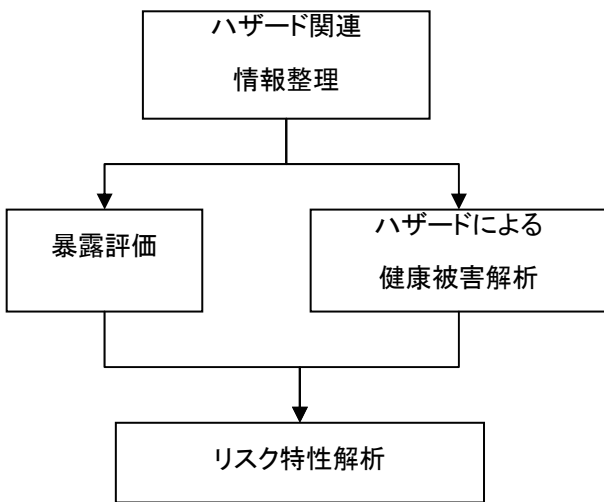 ハザード関連
情報整理
暴露評価
ハザードによる
健康被害解析
リスク特性解析